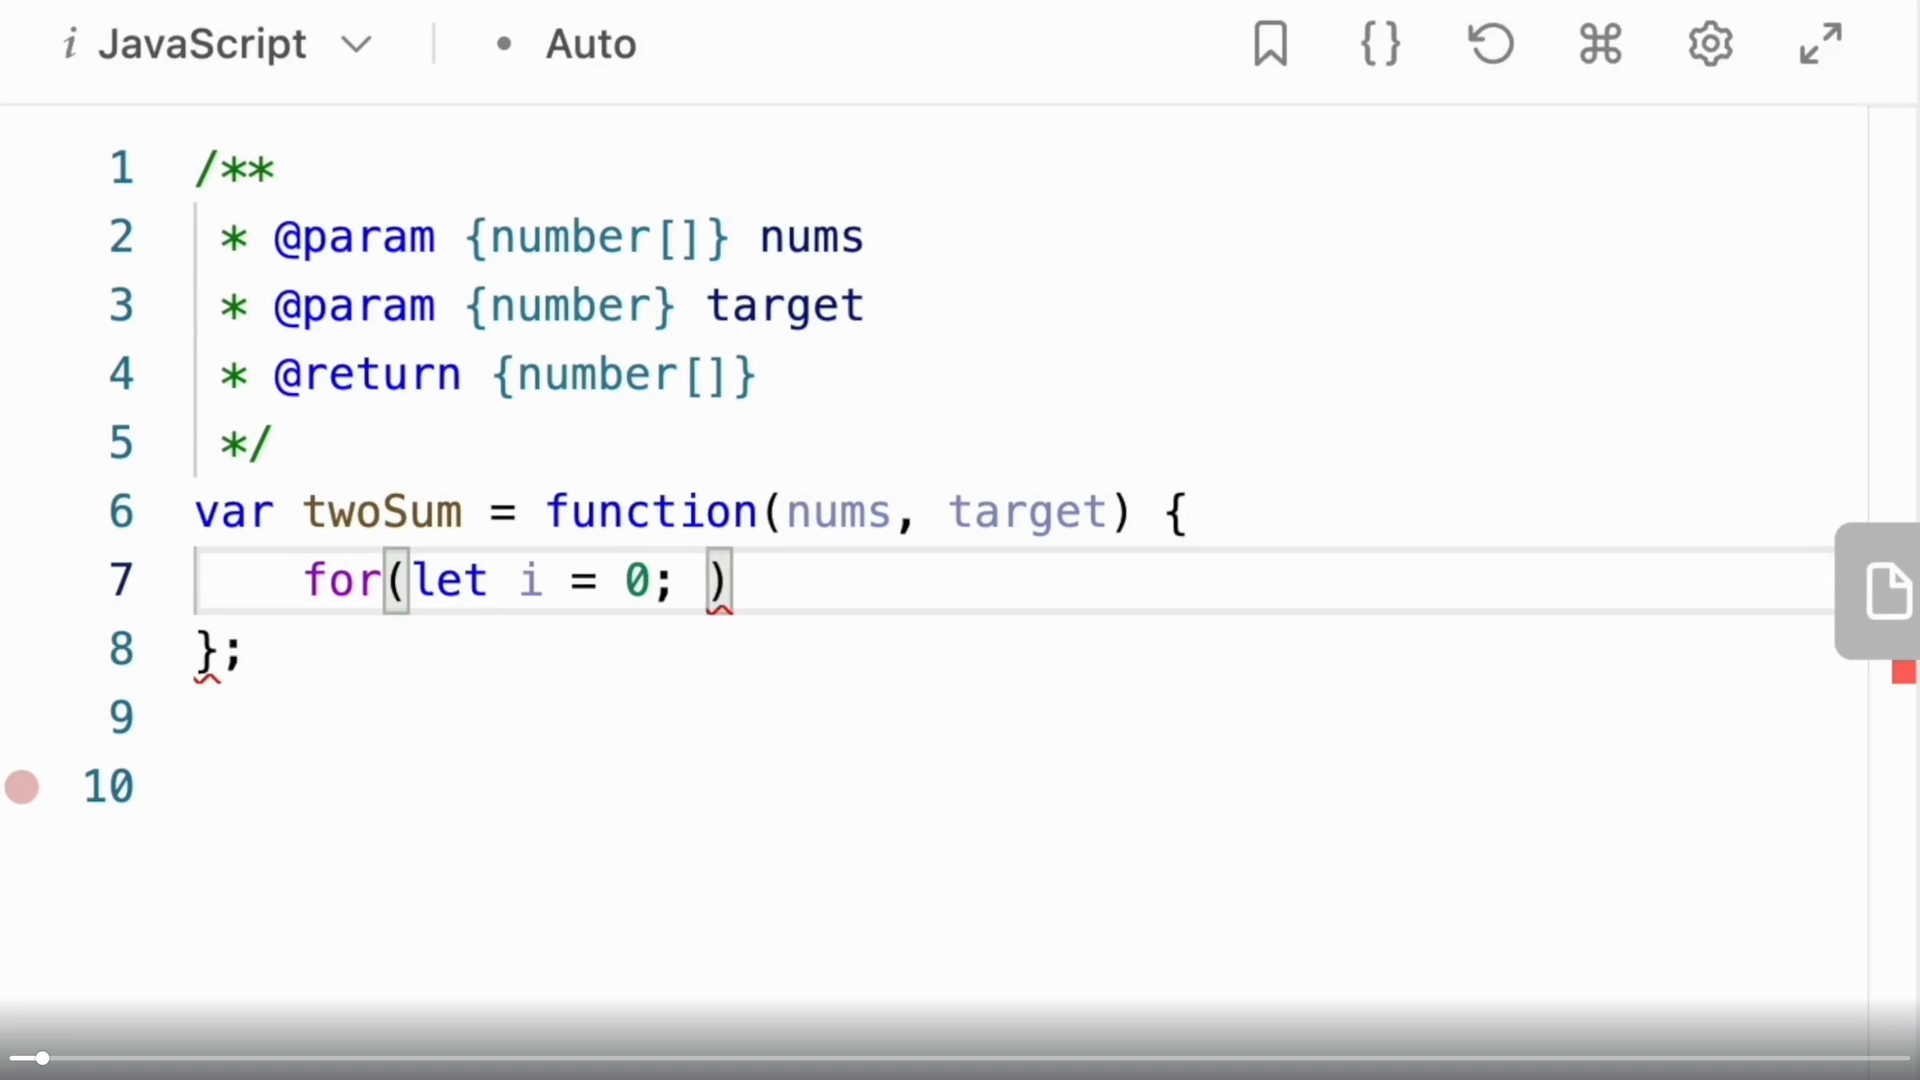 i JavaScript • Auto
1 /**
2 * @param {number[]} nums
3 * @param {number} target
4 * @return {number[]}
5 */
6 var twoSum = function(nums, target) {
7 for(let i = 0; )
8 };
9
10